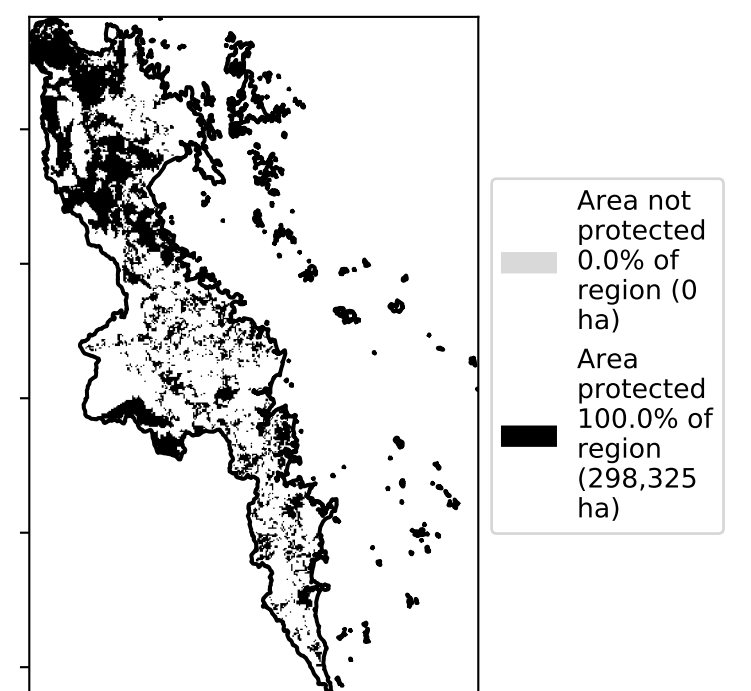 Area not
protected
0.0% of
region (0
ha)
Area
protected
100.0% of
region
(298,325
ha)